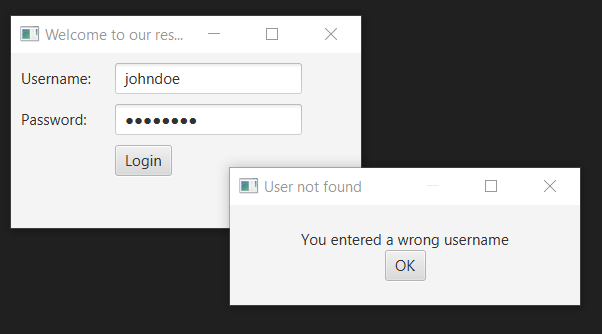 Welcome to our res...
Username: johndoe
Password: ●●●●●●●●
Login
User not found
You entered a wrong username
OK